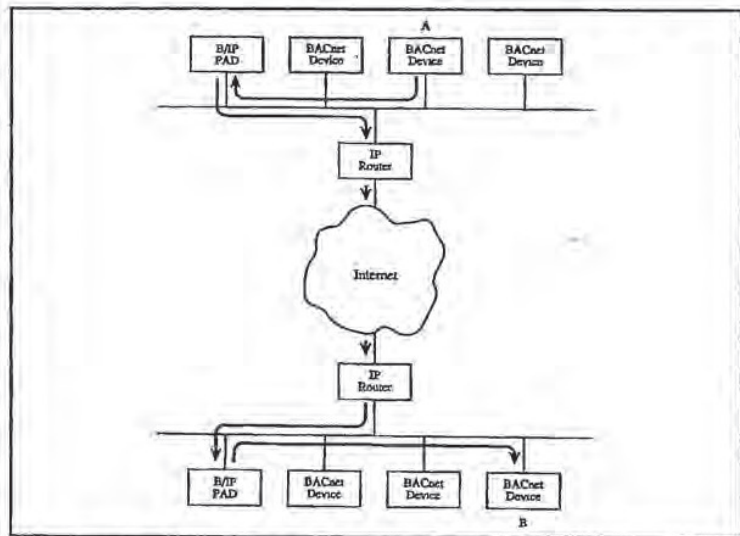 A
B/IP
PAD
BACnet
Device
BACnet
Device
BACnet
Device
IP
Router
Internet
IP
Router
B/IP
PAD
BACnet
Device
BACnet
Device
BACnet
Device
B